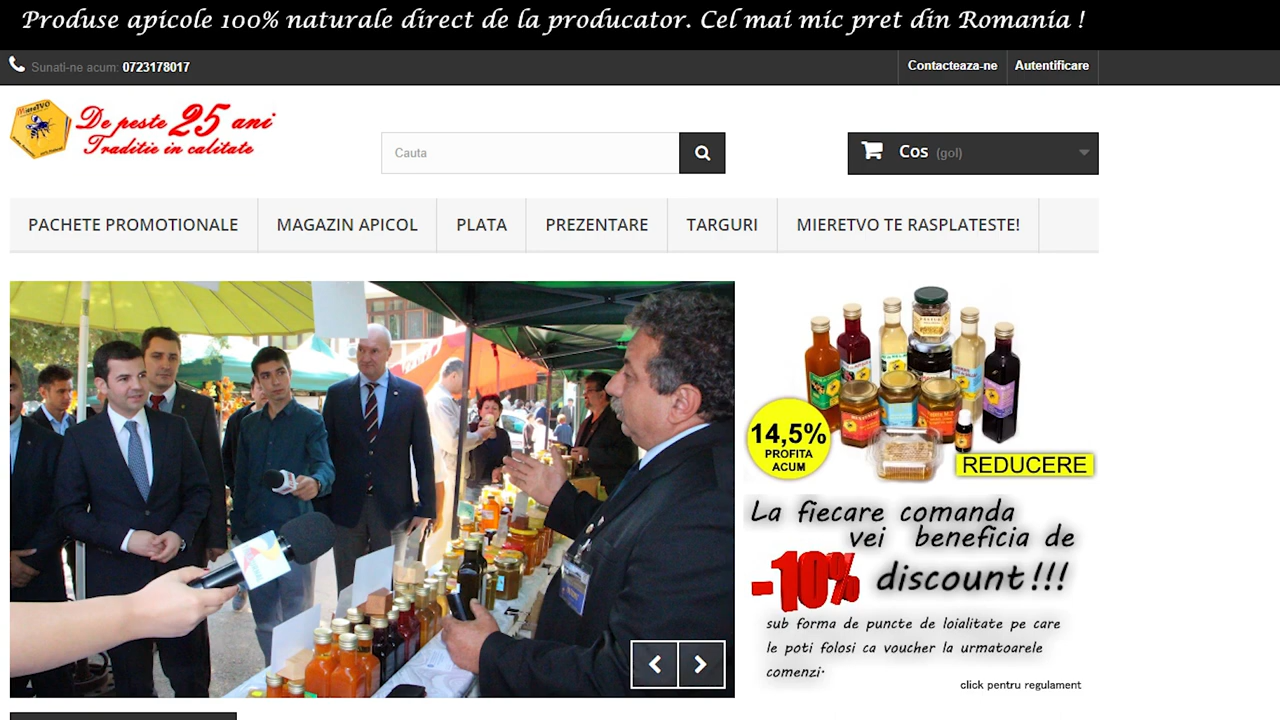 Produse apicole 100% naturale direct de la producator. Cel mai mic pret din Romania !
Sunati-ne acum: 0723178017
Contacteaza-ne
Autentificare
MiereTVO
De peste 25 ani
Traditie in calitate
Cauta
Cos (gol)
PACHETE PROMOTIONALE
MAGAZIN APICOL
PLATA
PREZENTARE
TARGURI
MIERETVO TE RASPLATESTE!
14,5%
PROFITA
ACUM
REDUCERE
La fiecare comanda
vei beneficia de
-10% discount!!!
sub forma de puncte de loialitate pe care
le poti folosi ca voucher la urmatoarele
comenzi.
click pentru regulament